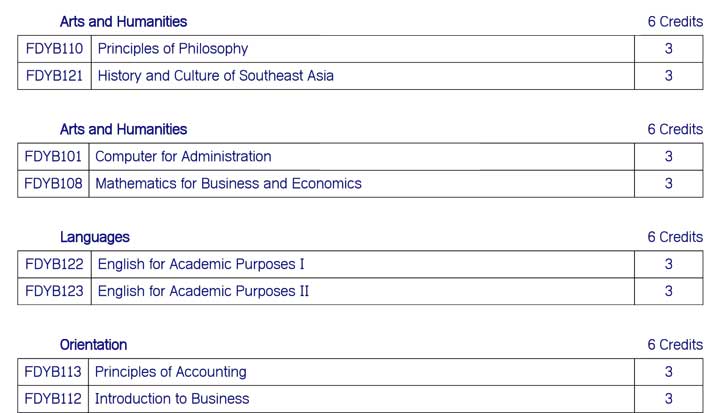 Arts and Humanities 6 Credits
FDYB110 Principles of Philosophy 3
FDYB121 History and Culture of Southeast Asia 3
Arts and Humanities 6 Credits
FDYB101 Computer for Administration 3
FDYB108 Mathematics for Business and Economics 3
Languages 6 Credits
FDYB122 English for Academic Purposes I 3
FDYB123 English for Academic Purposes II 3
Orientation 6 Credits
FDYB113 Principles of Accounting 3
FDYB112 Introduction to Business 3